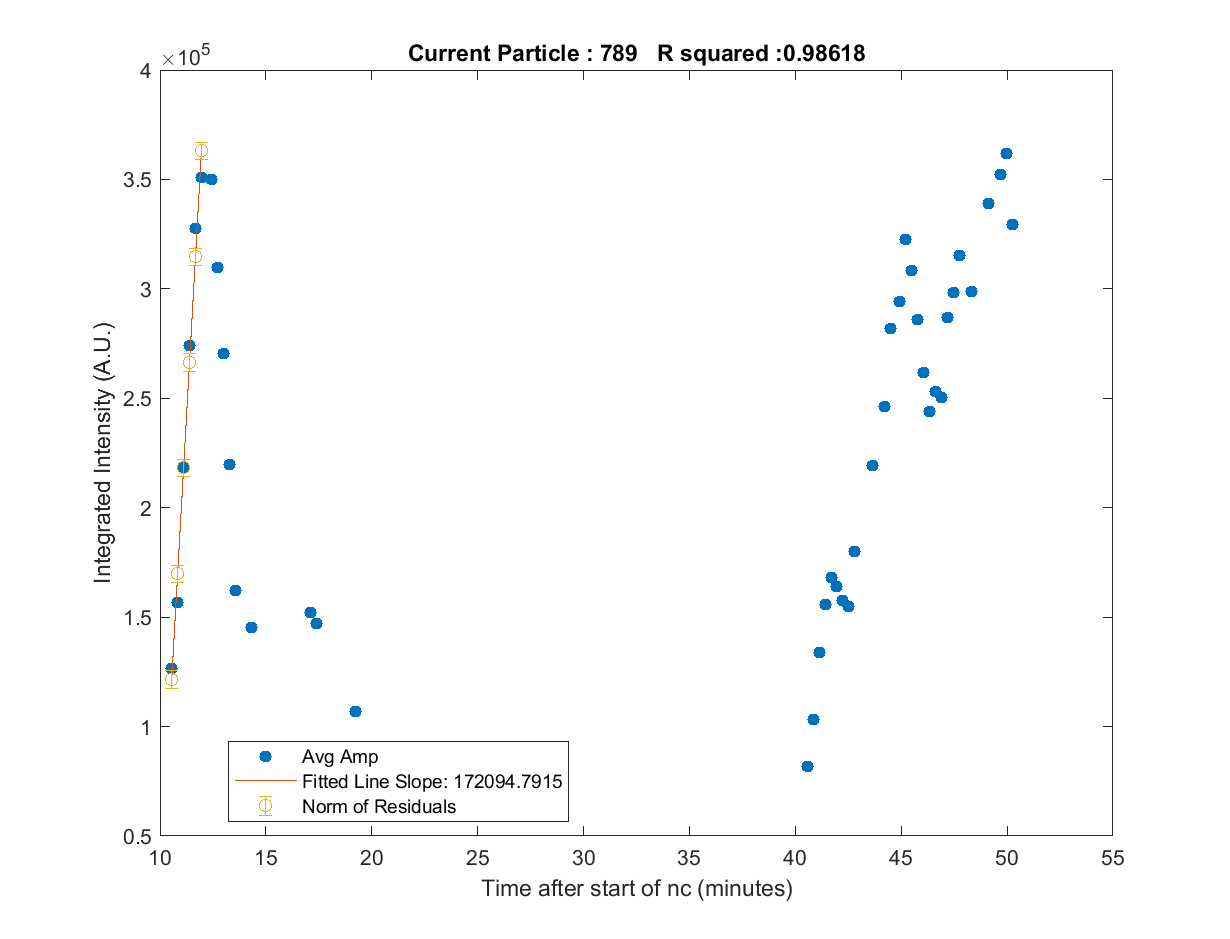 Current Particle : 789   R squared :0.98618
×10⁵
4
3.5
3
2.5
2
1.5
1
0.5
Integrated Intensity (A.U.)
Avg Amp
Fitted Line Slope: 172094.7915
Norm of Residuals
10 15 20 25 30 35 40 45 50 55
Time after start of nc (minutes)